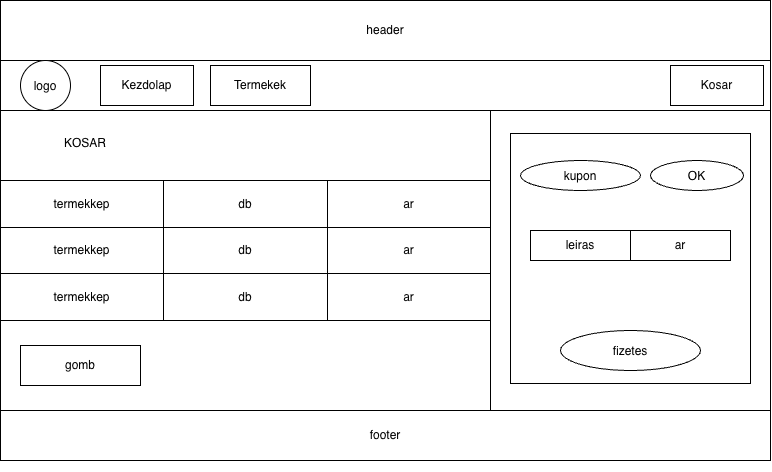 header
logo
Kezdolap
Termekek
Kosar
KOSAR
termekkep db ar
termekkep db ar
termekkep db ar
gomb
kupon
OK
leiras ar
fizetes
footer